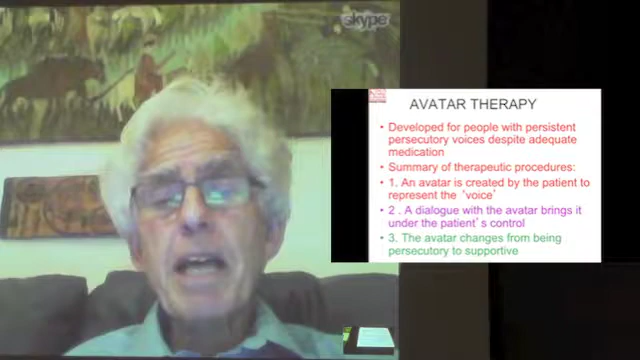 skype
AVATAR THERAPY
• Developed for people with persistent
persecutory voices despite adequate
medication
• Summary of therapeutic procedures:
• 1. An avatar is created by the patient to
represent the ‘voice’
• 2 . A dialogue with the avatar brings it
under the patient’s control
• 3. The avatar changes from being
persecutory to supportive